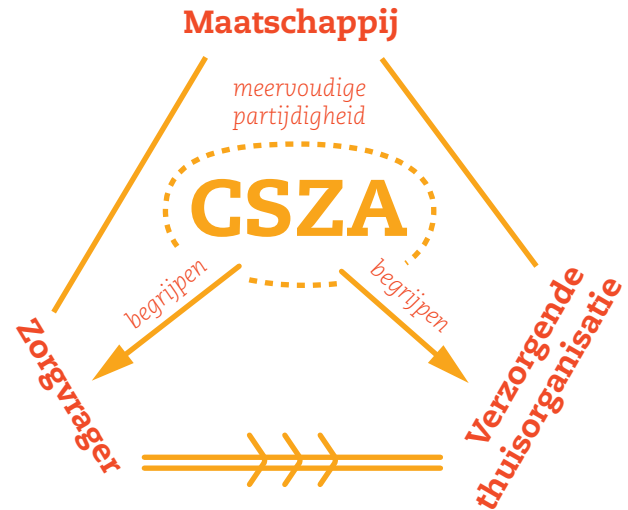 Maatschappij
meervoudige
partijdigheid
CSZA
begrijpen
begrijpen
Zorgvrager
Verzorgende
thuisorganisatie